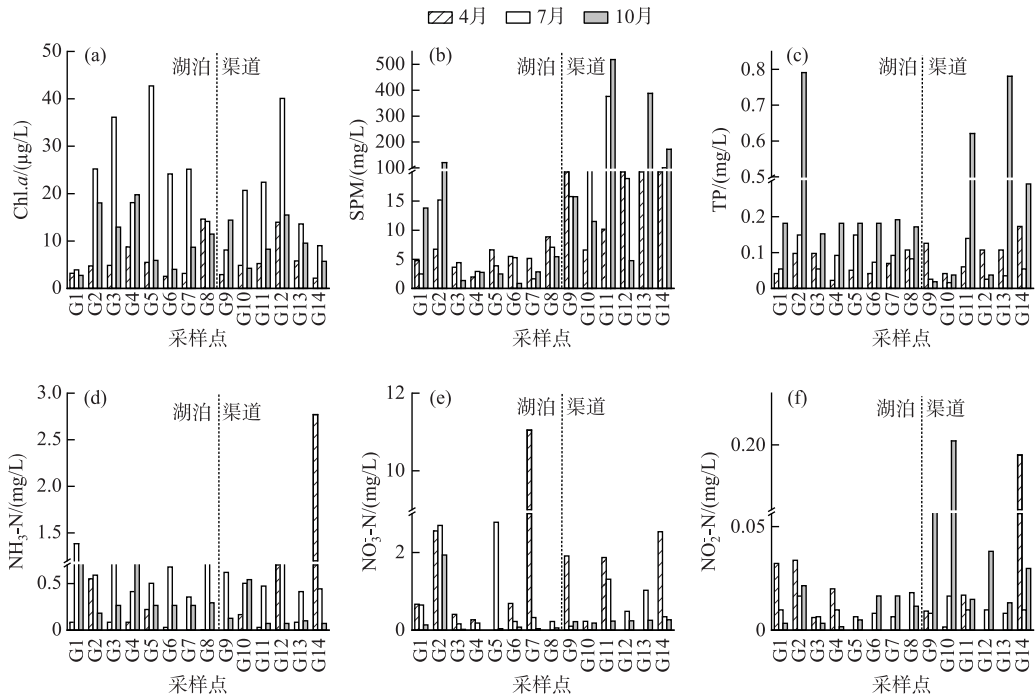 4月 7月 10月
(a) 湖泊 渠道
Chl.a/(μg/L)
50
40
30
20
10
0
G1 G2 G3 G4 G5 G6 G7 G8 G9 G10 G11 G12 G13 G14
采样点
(b) 湖泊 渠道
SPM/(mg/L)
500
400
300
200
100
15
10
5
0
G1 G2 G3 G4 G5 G6 G7 G8 G9 G10 G11 G12 G13 G14
采样点
(c) 湖泊 渠道
TP/(mg/L)
0.8
0.7
0.6
0.5
0.2
0.1
0
G1 G2 G3 G4 G5 G6 G7 G8 G9 G10 G11 G12 G13 G14
采样点
(d) 湖泊 渠道
NH₃-N/(mg/L)
3.0
2.5
2.0
1.5
0.5
0
G1 G2 G3 G4 G5 G6 G7 G8 G9 G10 G11 G12 G13 G14
采样点
(e) 湖泊 渠道
NO₃⁻-N/(mg/L)
12
10
2
0
G1 G2 G3 G4 G5 G6 G7 G8 G9 G10 G11 G12 G13 G14
采样点
(f) 湖泊 渠道
NO₂⁻-N/(mg/L)
0.20
0.05
0
G1 G2 G3 G4 G5 G6 G7 G8 G9 G10 G11 G12 G13 G14
采样点